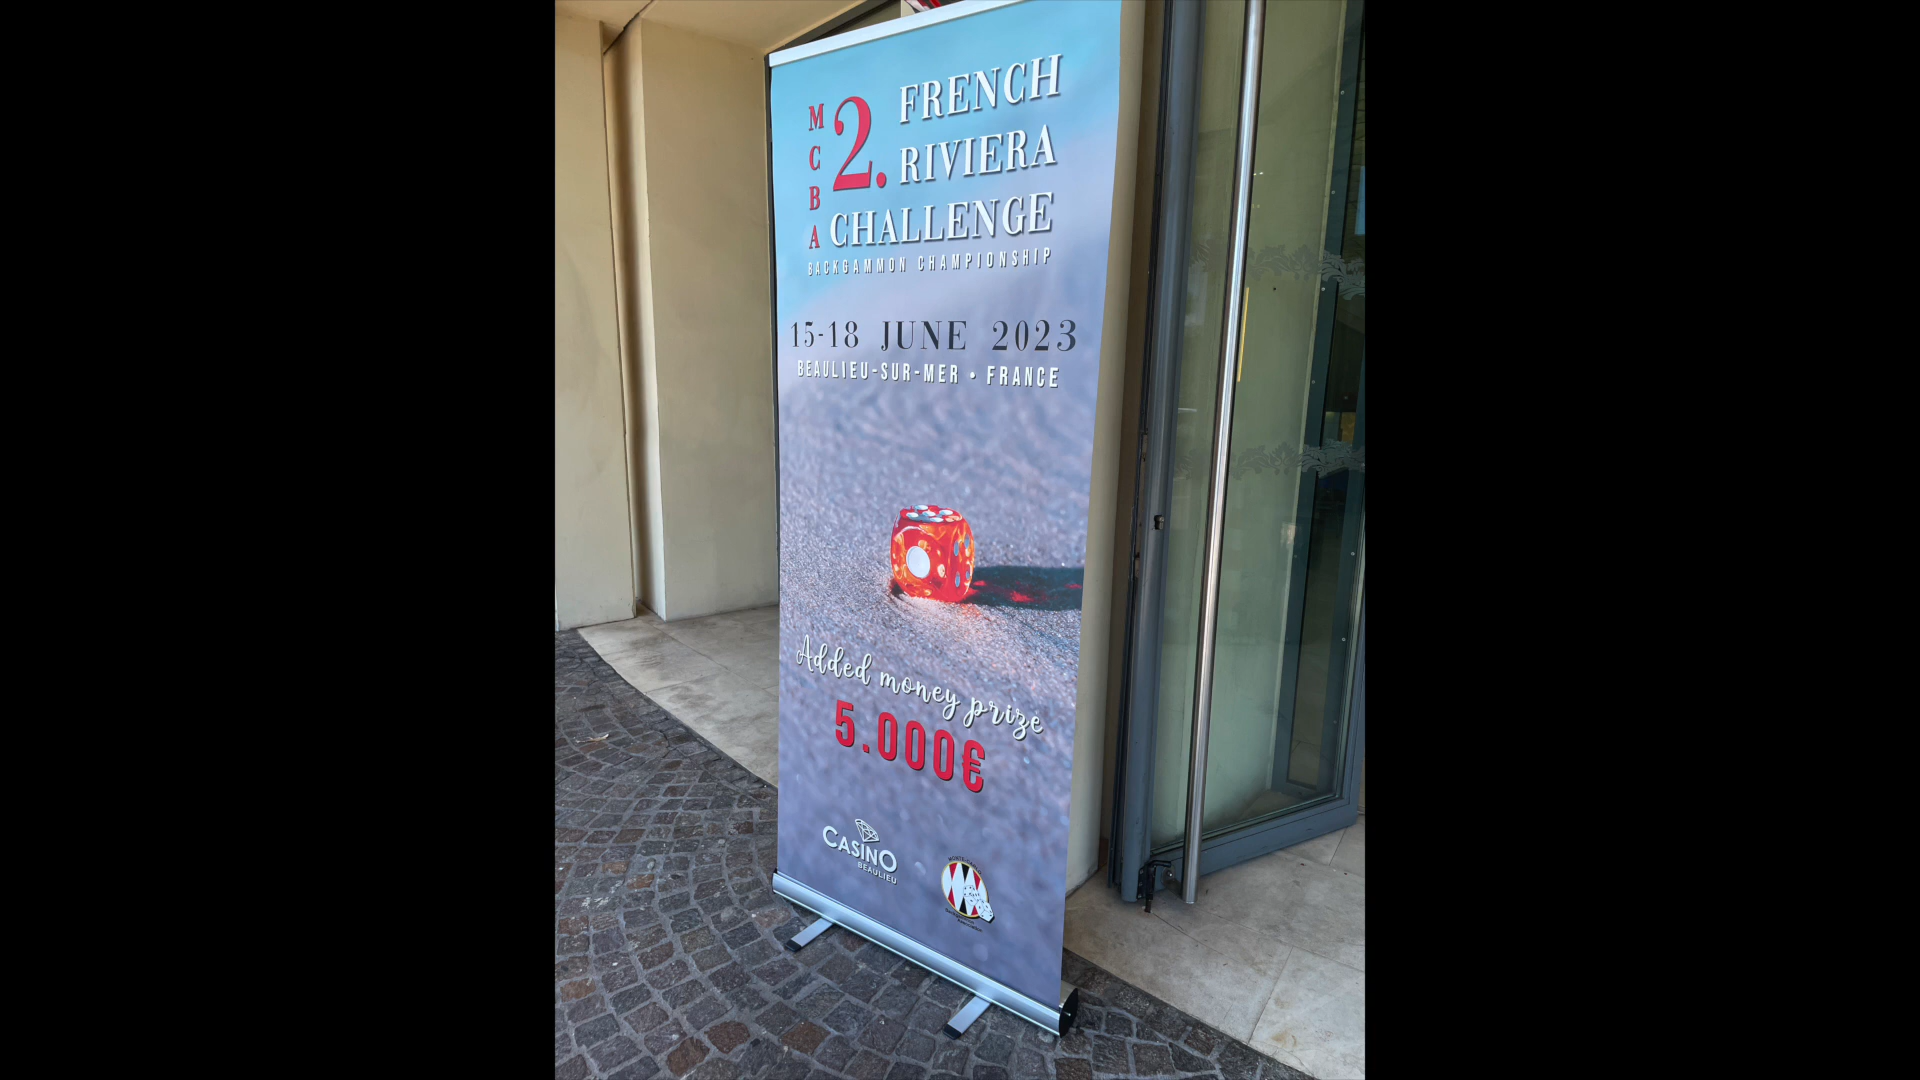 MCBA
2. FRENCH
RIVIERA
CHALLENGE
BACKGAMMON CHAMPIONSHIP
15-18 JUNE 2023
BEAULIEU-SUR-MER • FRANCE
Added money prize
5.000€
CASINO
BEAULIEU